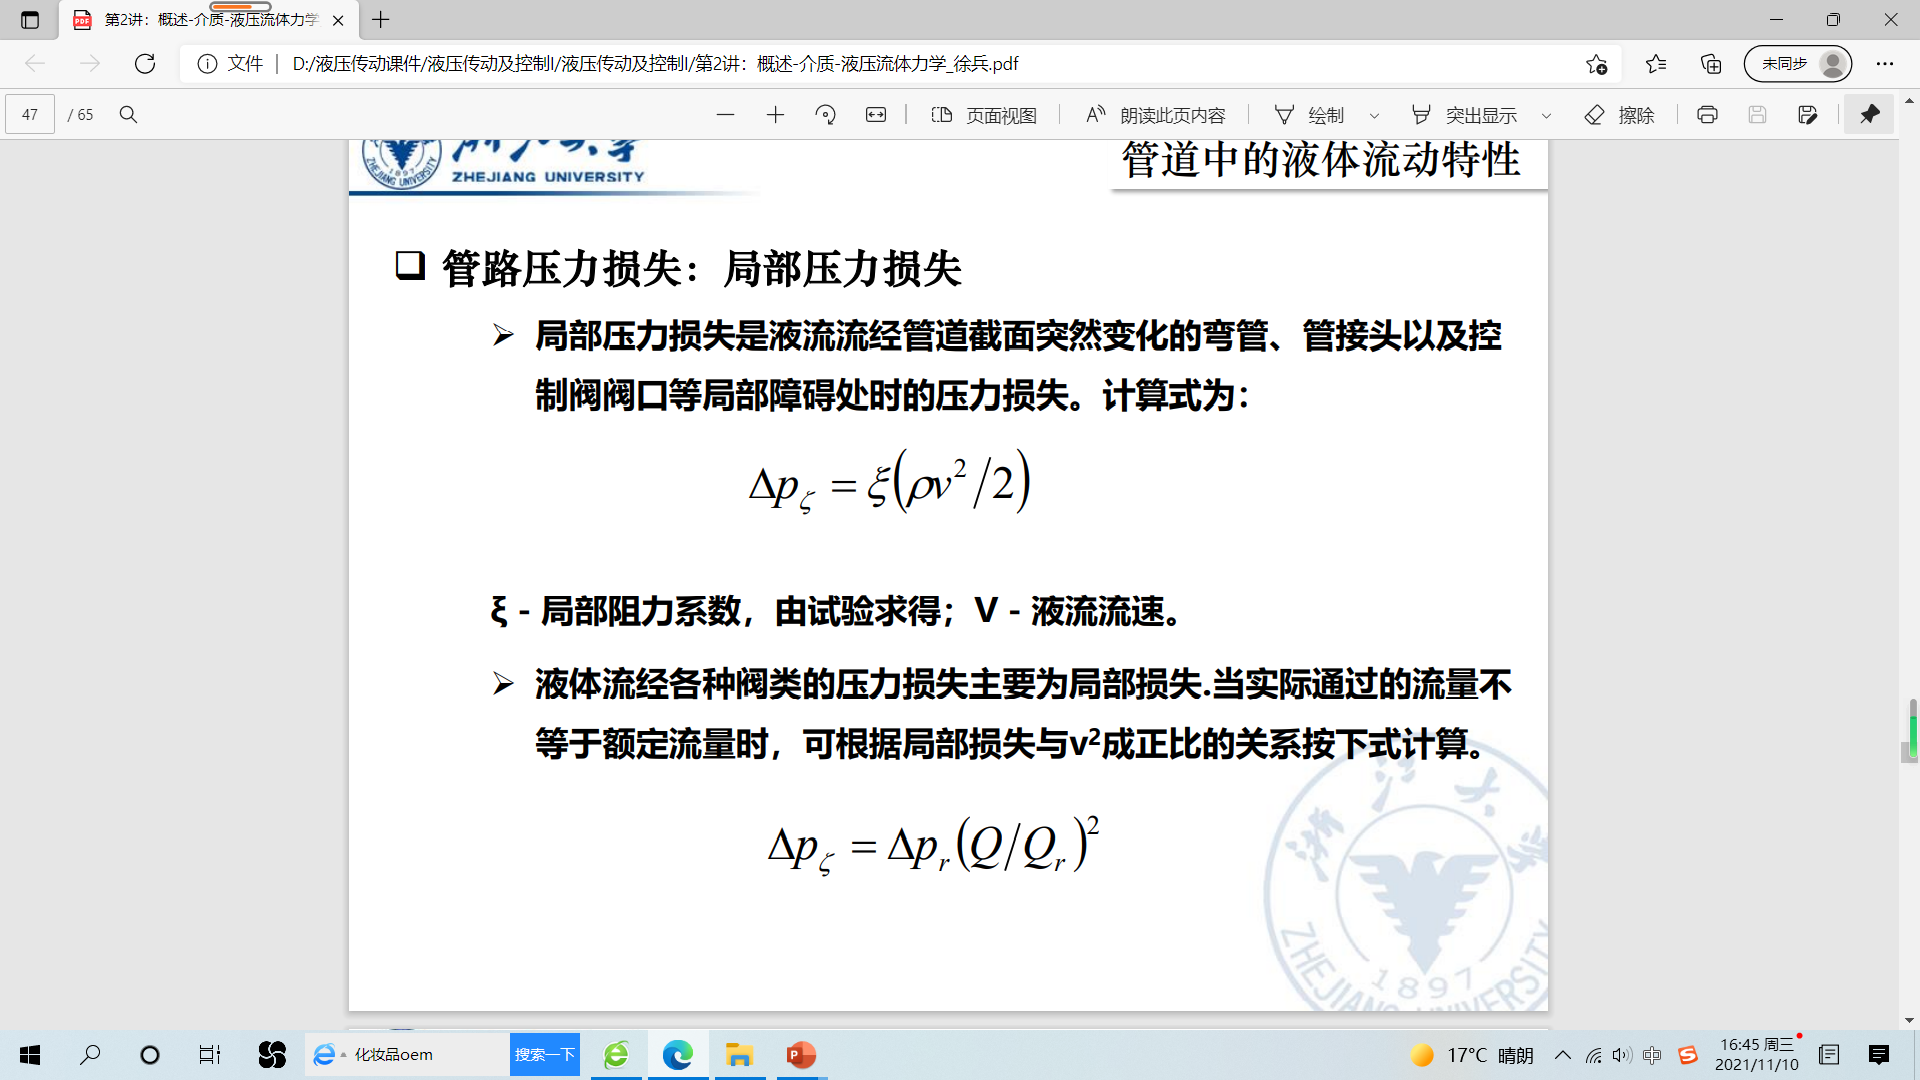 第2讲：概述-介质-液压流体力学
文件
D:/液压传动课件/液压传动及控制I/液压传动及控制I/第2讲：概述-介质-液压流体力学_徐兵.pdf
未同步
47 / 65
页面视图
朗读此页内容
绘制
突出显示
擦除
ZHEJIANG UNIVERSITY
管道中的液体流动特性
管路压力损失：局部压力损失
局部压力损失是液流流经管道截面突然变化的弯管、管接头以及控
制阀阀口等局部障碍处时的压力损失。计算式为：
Δp_ζ = ξ(ρv²/2)
ξ - 局部阻力系数，由试验求得；V - 液流流速。
液体流经各种阀类的压力损失主要为局部损失.当实际通过的流量不
等于额定流量时，可根据局部损失与v²成正比的关系按下式计算。
Δp_ζ = Δp_r(Q/Q_r)²
浙江大学
1897
ZHEJIANG UNIVERSITY
化妆品oem
搜索一下
17°C 晴朗
中
16:45 周三
2021/11/10